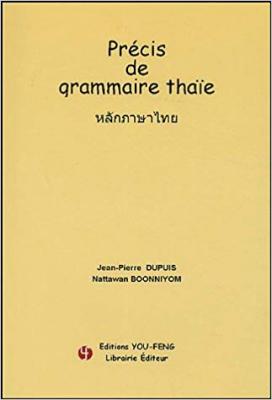 Précis
de
grammaire thaïe
หลักภาษาไทย
Jean-Pierre DUPUIS
Nattawan BOONNIYOM
Editions YOU-FENG
Librairie Éditeur